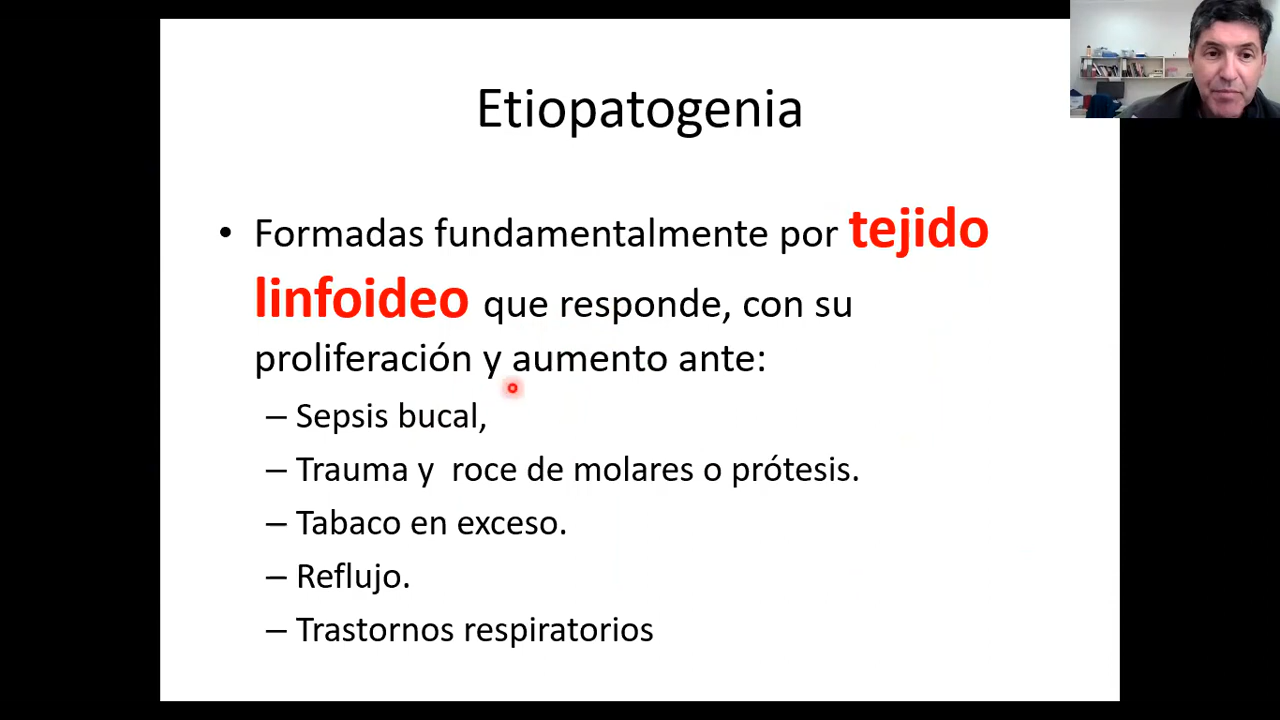 Etiopatogenia
• Formadas fundamentalmente por tejido
linfoideo que responde, con su
proliferación y aumento ante:
– Sepsis bucal,
– Trauma y  roce de molares o prótesis.
– Tabaco en exceso.
– Reflujo.
– Trastornos respiratorios